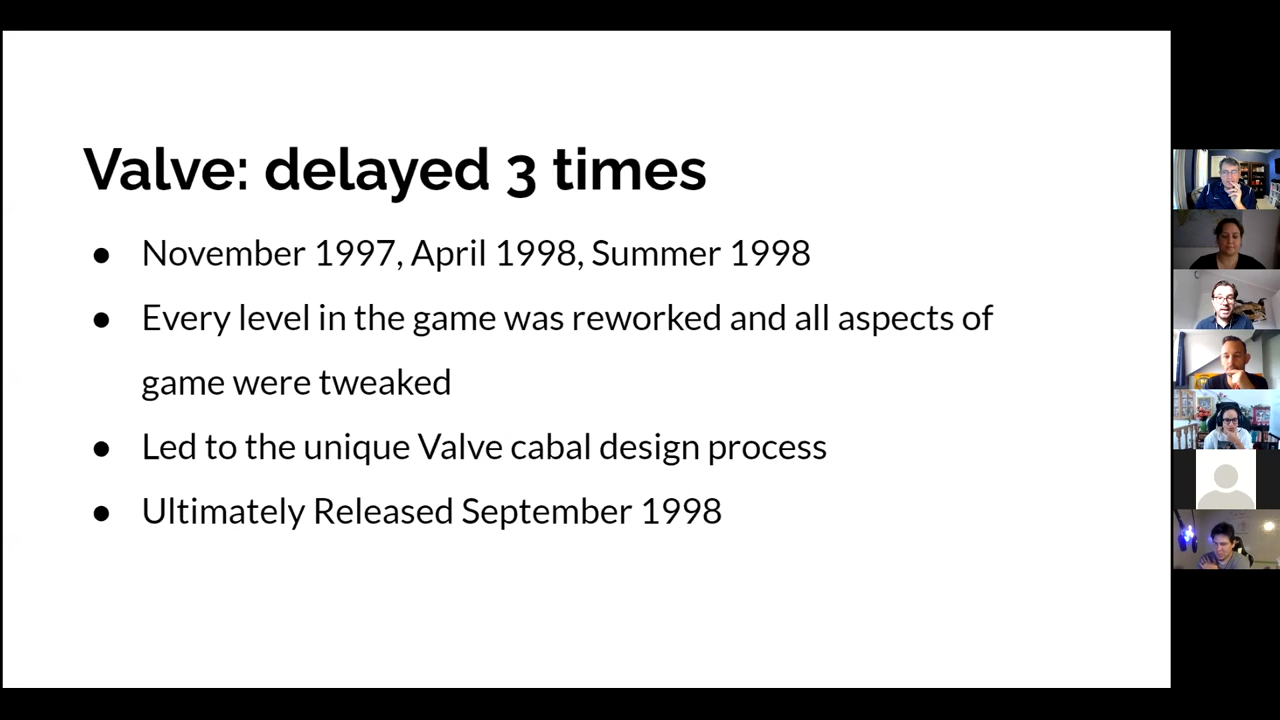 Valve: delayed 3 times
● November 1997, April 1998, Summer 1998
● Every level in the game was reworked and all aspects of
game were tweaked
● Led to the unique Valve cabal design process
● Ultimately Released September 1998